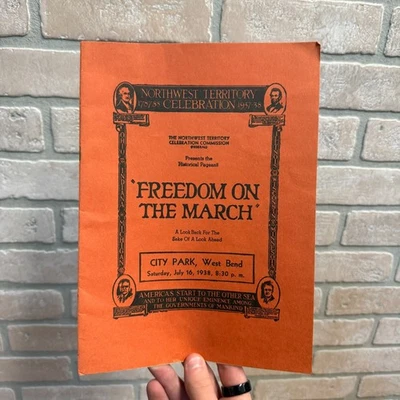 NORTHWEST TERRITORY
1787-88 CELEBRATION 1937-38
THE NORTHWEST TERRITORY
CELEBRATION COMMISSION
Presents the
Historical Pageant
"FREEDOM ON
THE MARCH"
A Look Back For The
Sake Of A Look Ahead
CITY PARK, West Bend
Saturday, July 16, 1938, 8:30 p. m.
AMERICA'S START TO THE OTHER SEA
AND TO HER UNIQUE EMINENCE AMONG
THE GOVERNMENTS OF MANKIND